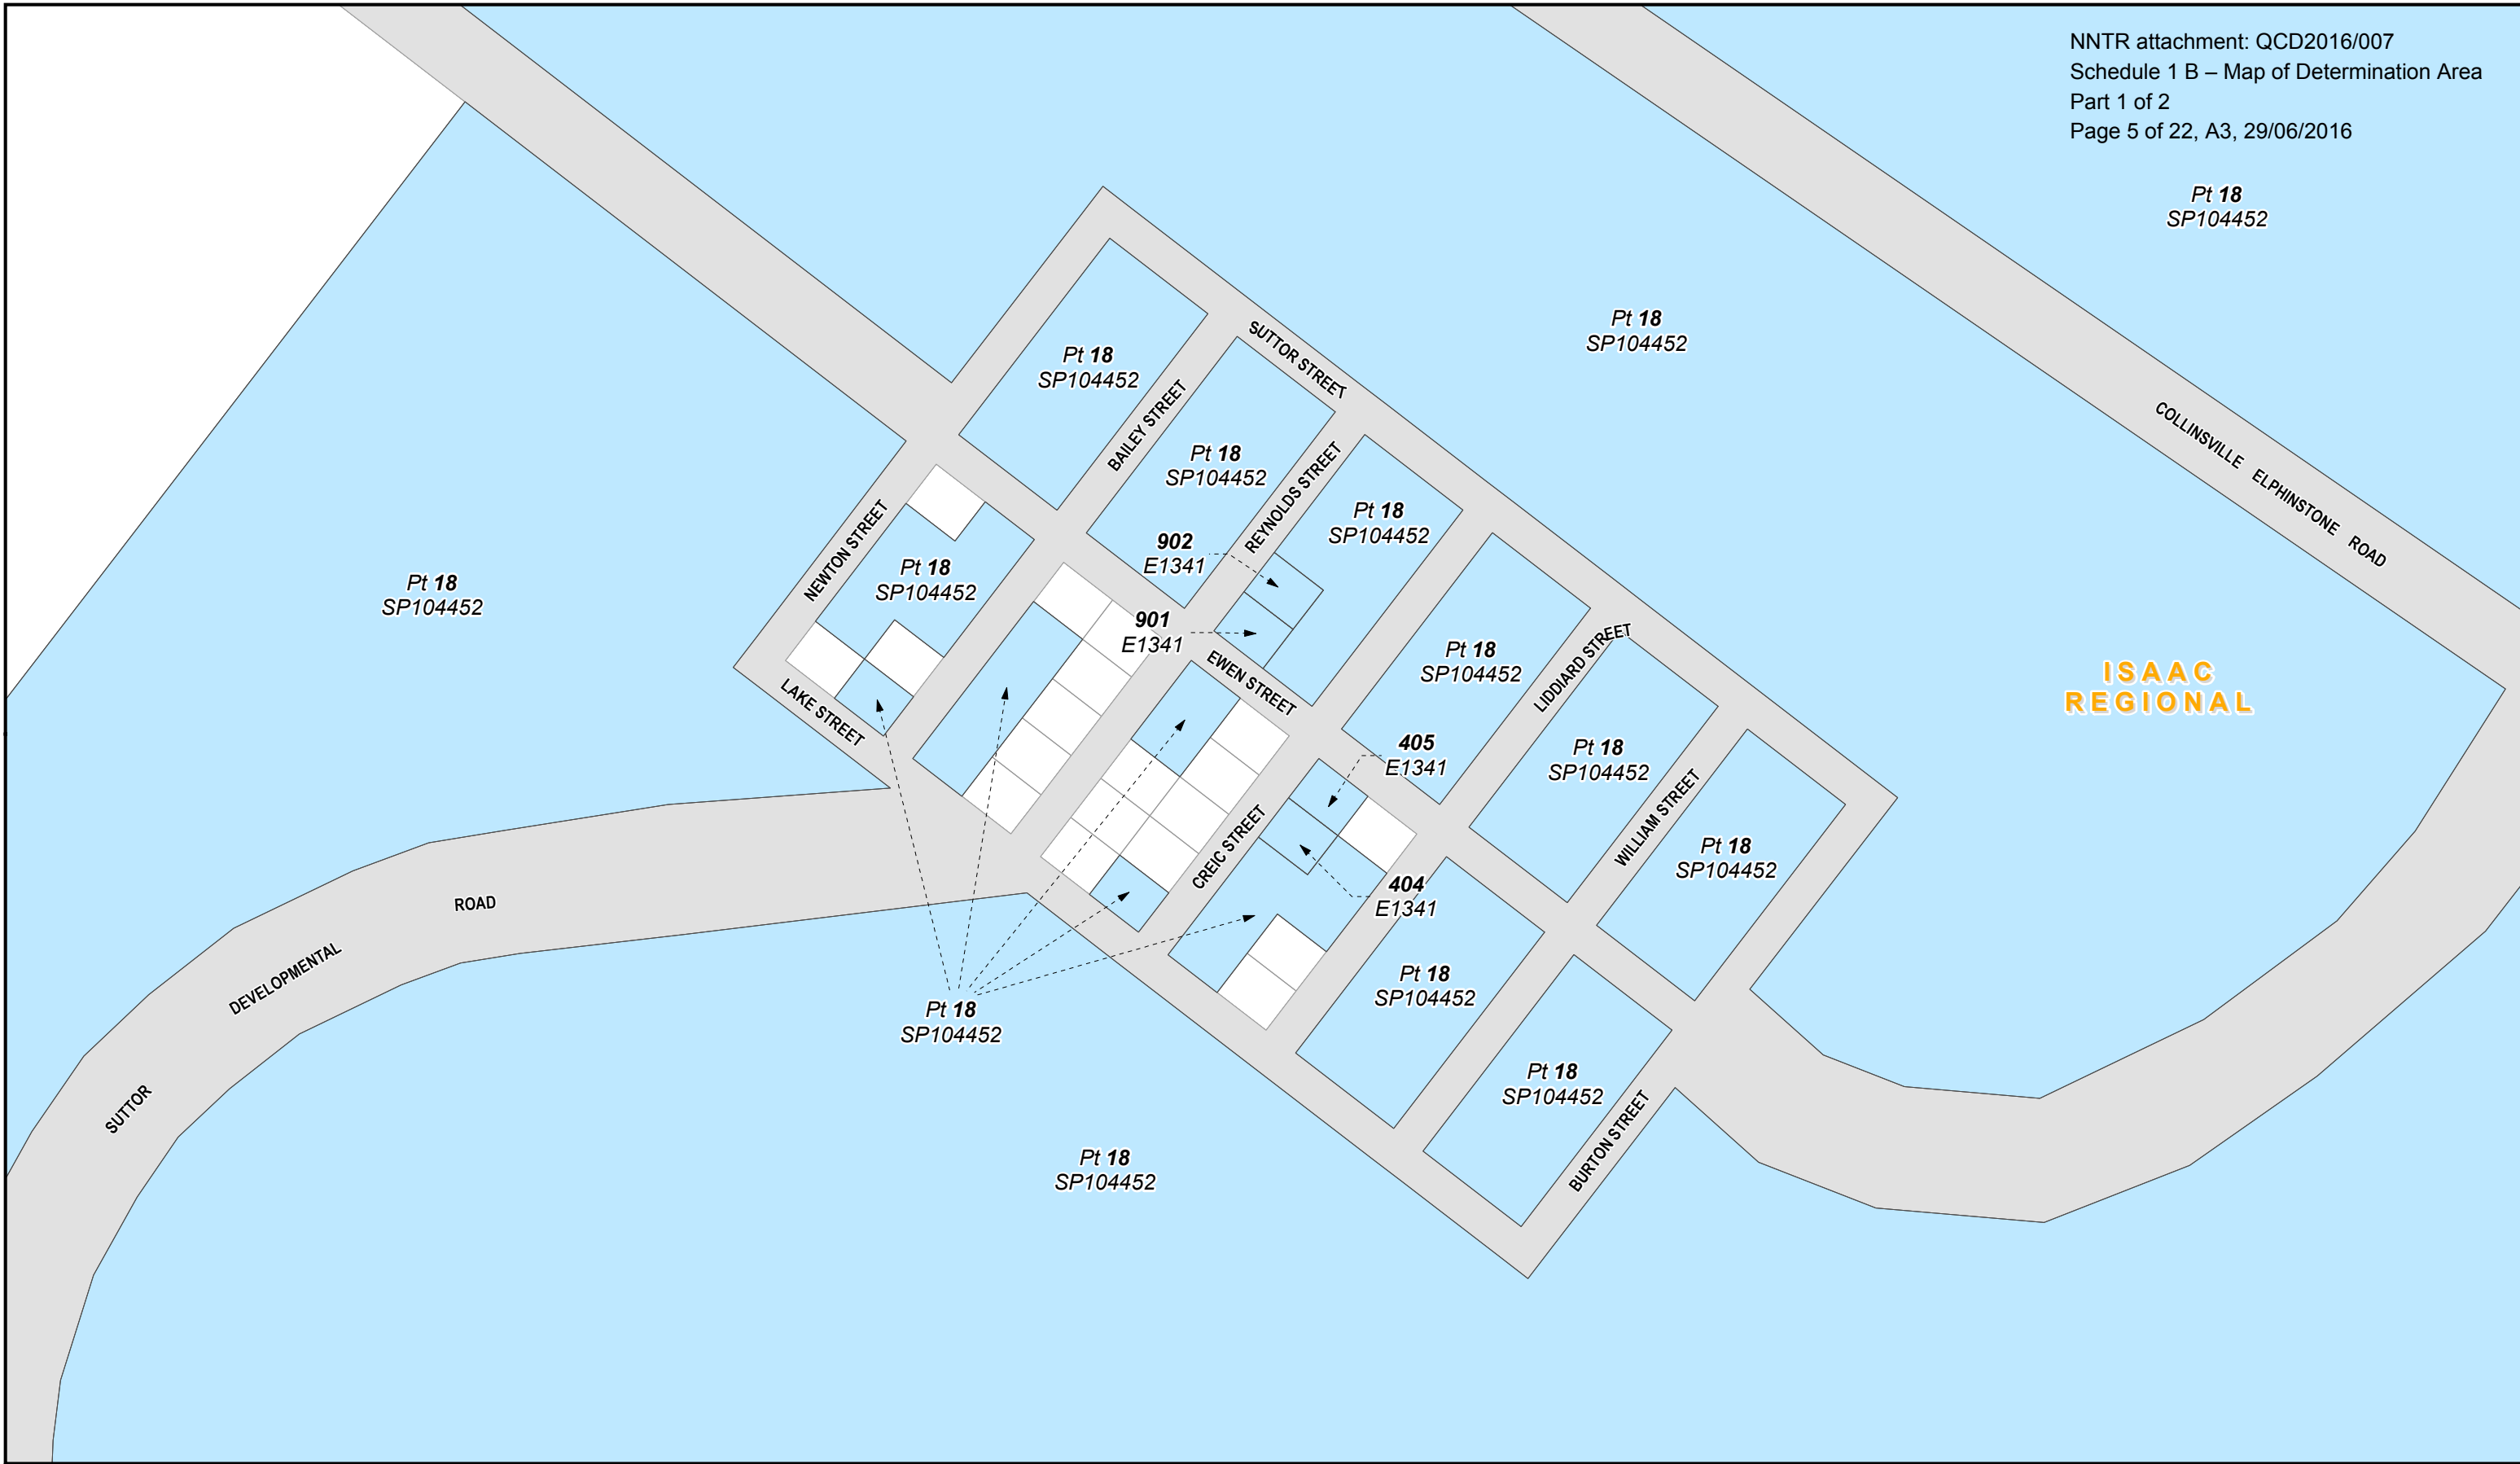 NNTR attachment: QCD2016/007
Schedule 1 B – Map of Determination Area
Part 1 of 2
Page 5 of 22, A3, 29/06/2016
Pt 18
SP104452
Pt 18
SP104452
SUTTOR STREET
Pt 18
SP104452
BAILEY STREET
COLLINSVILLE ELPHINSTONE ROAD
Pt 18
SP104452
REYNOLDS STREET
Pt 18
SP104452
902
E1341
NEWTON STREET
Pt 18
SP104452
Pt 18
SP104452
901
E1341
LIDDIARD STREET
Pt 18
SP104452
EWEN STREET
ISAAC
REGIONAL
LAKE STREET
405
E1341
Pt 18
SP104452
WILLIAM STREET
CREIC STREET
Pt 18
SP104452
404
E1341
ROAD
DEVELOPMENTAL
SUTTOR
Pt 18
SP104452
Pt 18
SP104452
Pt 18
SP104452
BURTON STREET
Pt 18
SP104452